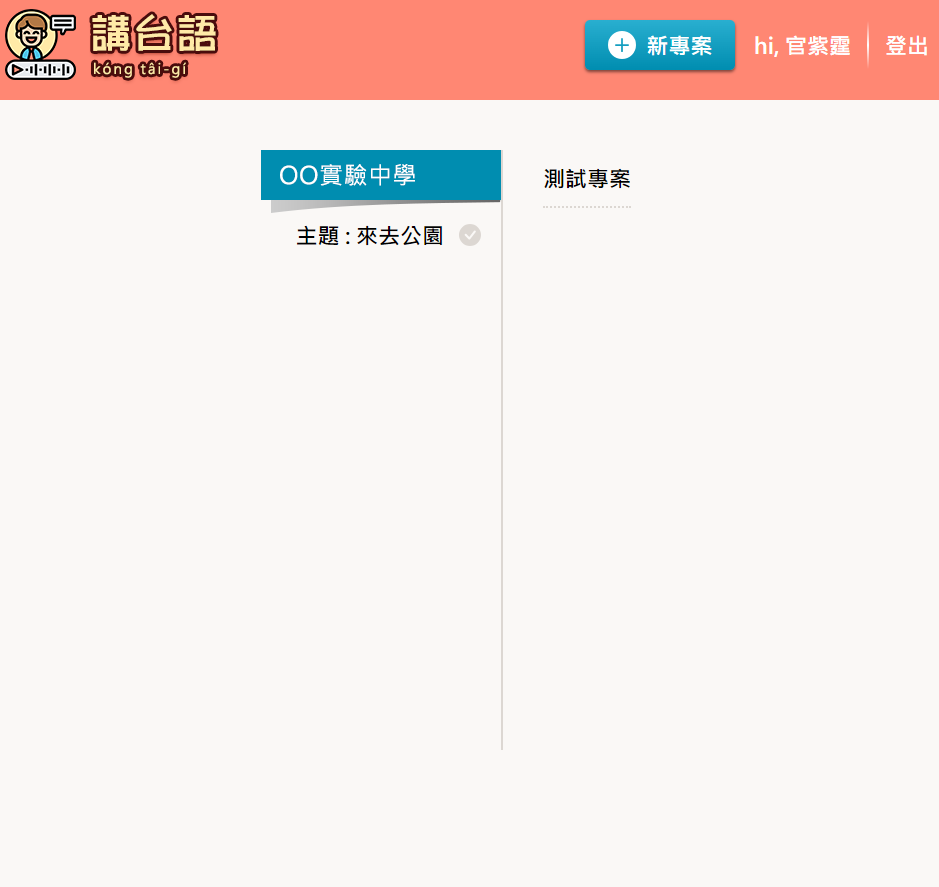 講台語
kóng tâi-gí
新專案
hi, 官紫霆
登出
OO實驗中學
主題 : 來去公園
測試專案